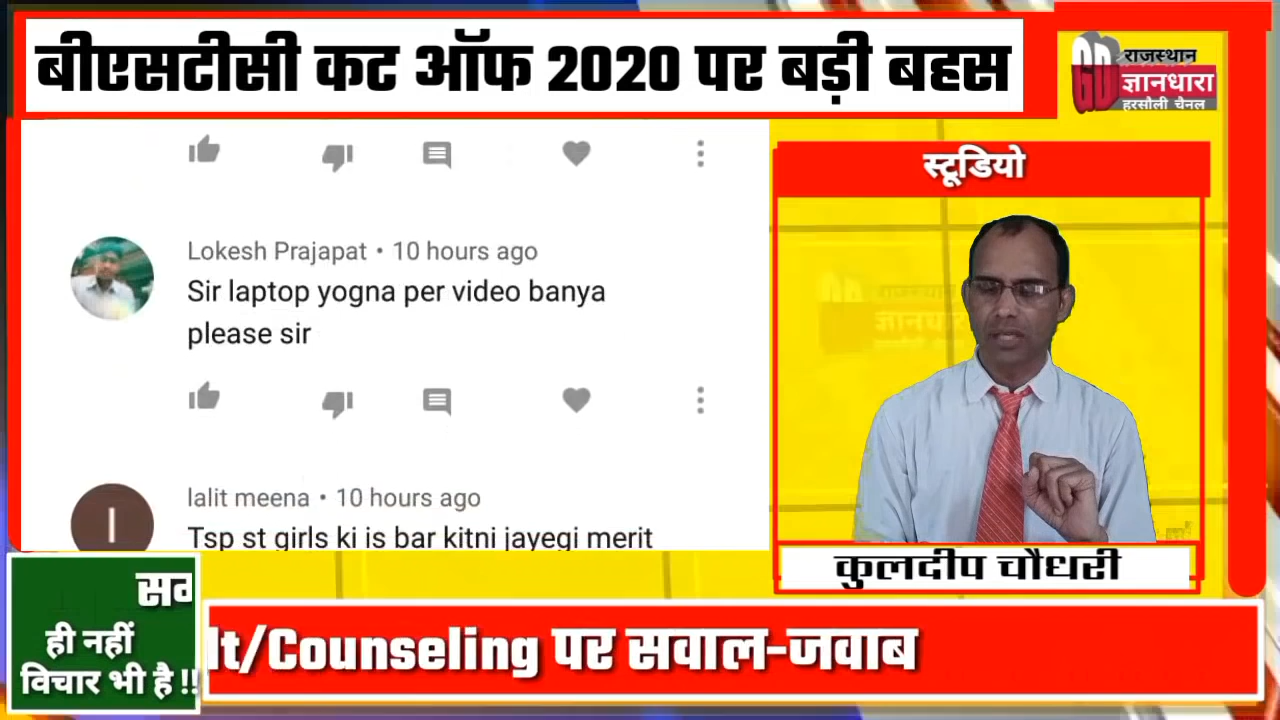 बीएसटीसी कट ऑफ 2020 पर बड़ी बहस
GD राजस्थान
ज्ञानधारा
हरसौली चैनल
स्टूडियो
Lokesh Prajapat • 10 hours ago
Sir laptop yogna per video banya
please sir
lalit meena • 10 hours ago
l
Tsp st girls ki is bar kitni jayegi merit
कुलदीप चौधरी
ही नहीं
विचार भी है !!
lt/Counseling पर सवाल-जवाब